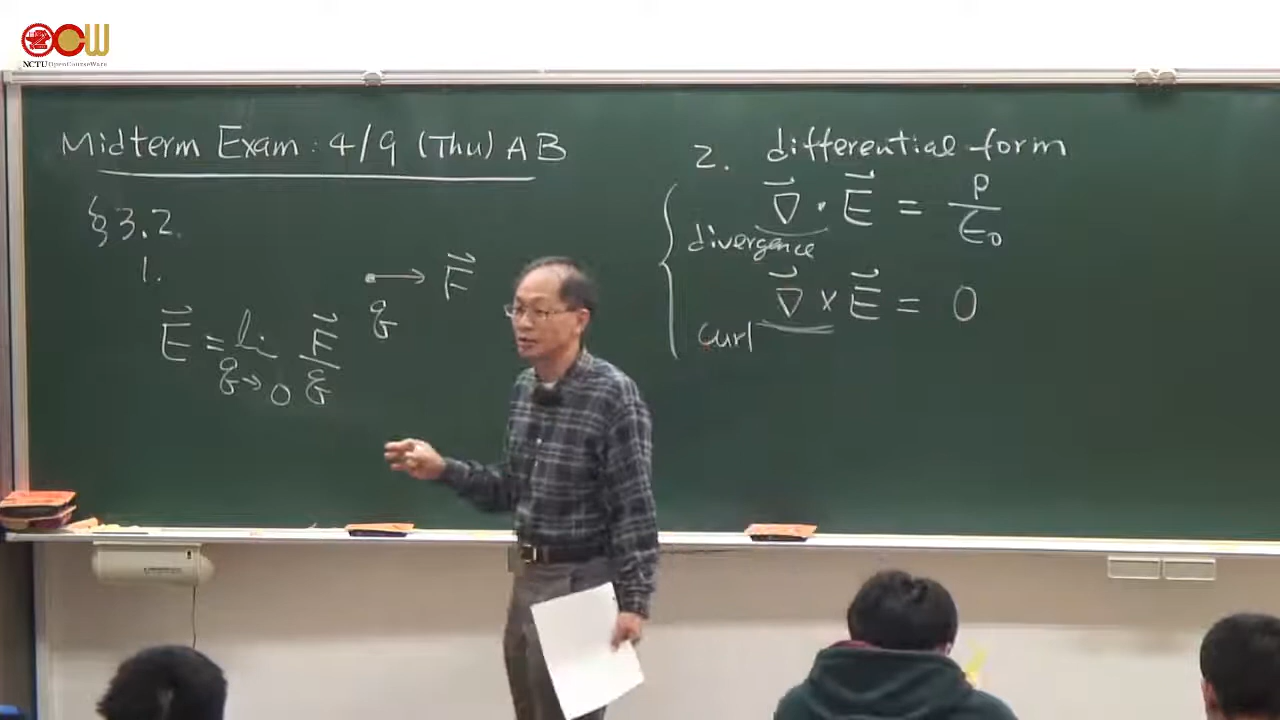 OCW
NCTU OpenCourseWare
Midterm Exam : 4/9 (Thu) AB
§3.2.
1.
q → F⃗
E⃗ = lim_{q→0} F⃗/q
2. differential form
∇⃗ · E⃗ = ρ/ε₀
divergence
∇⃗ × E⃗ = 0
curl